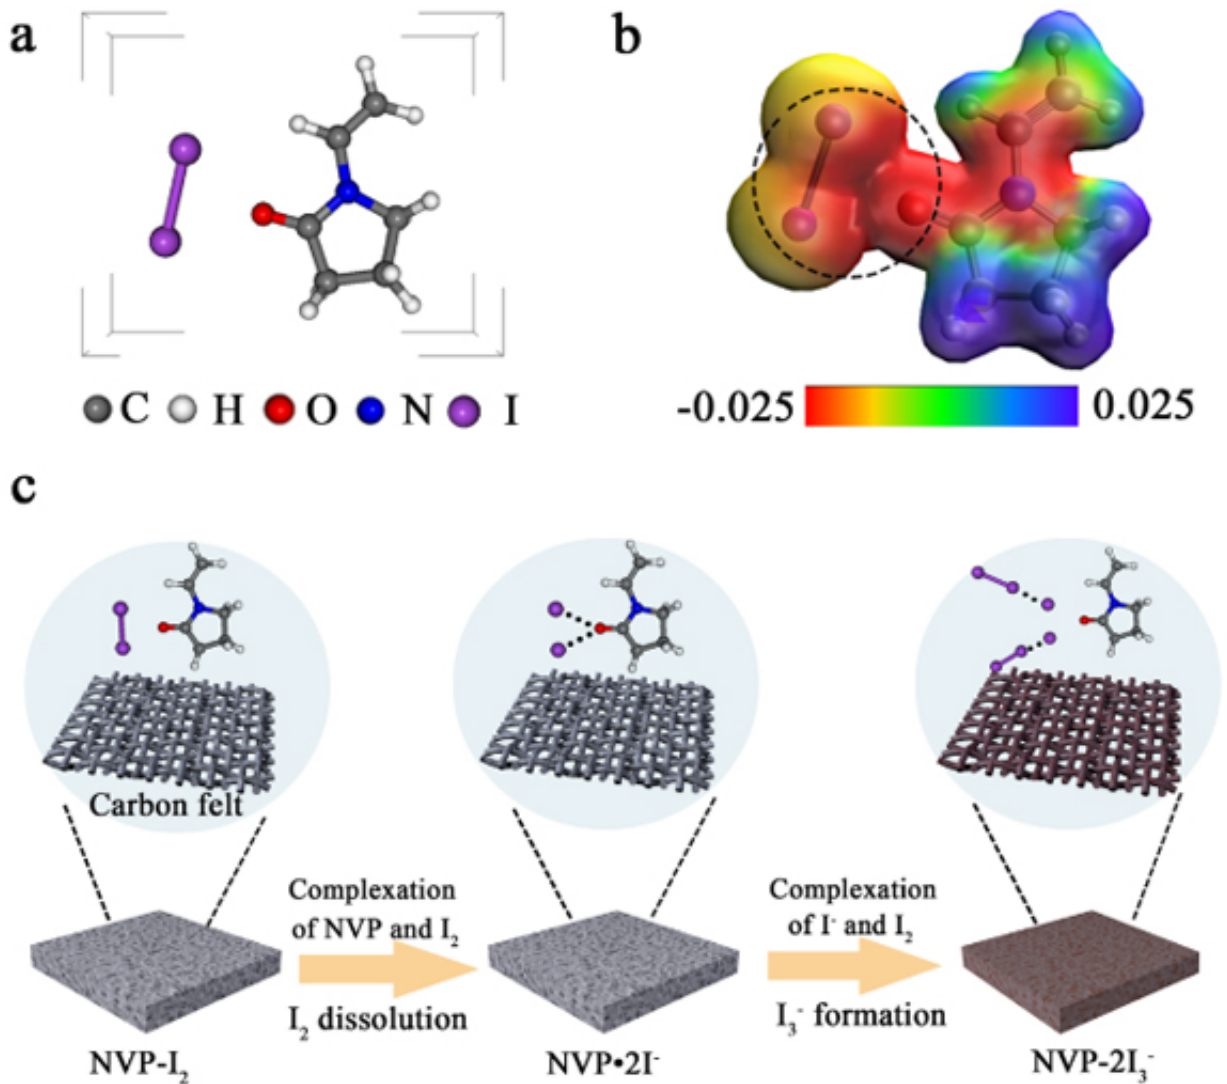 a
b
C H O N I
-0.025 0.025
c
Carbon felt
Complexation
of NVP and I₂
I₂ dissolution
Complexation
of I⁻ and I₂
I₃⁻ formation
NVP-I₂
NVP•2I⁻
NVP-2I₃⁻